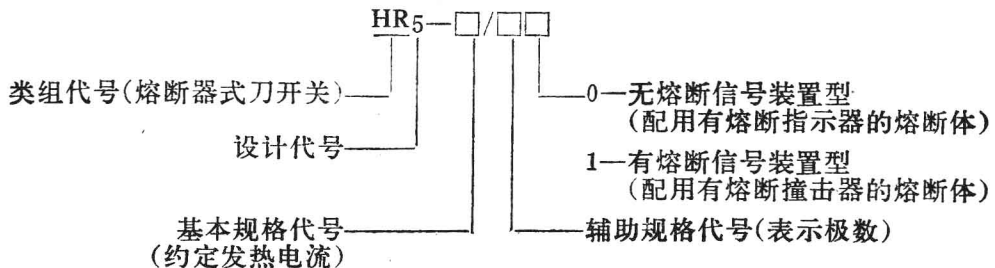 HR5—□/□□
类组代号(熔断器式刀开关)
设计代号
基本规格代号
(约定发热电流)
0—无熔断信号装置型
(配用有熔断指示器的熔断体)
1—有熔断信号装置型
(配用有熔断撞击器的熔断体)
辅助规格代号(表示极数)